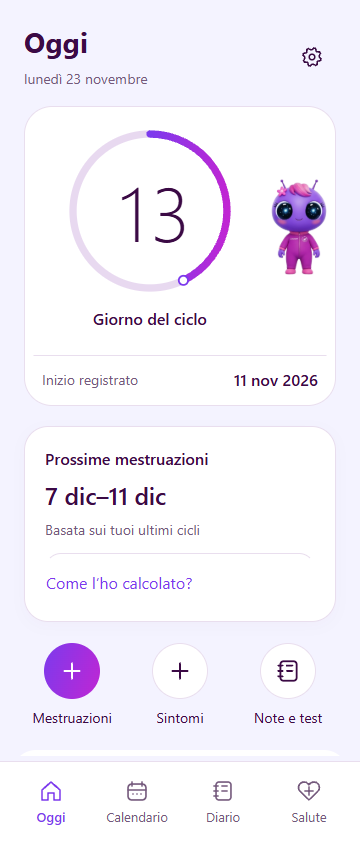 Oggi
lunedì 23 novembre
13
Giorno del ciclo
Inizio registrato
11 nov 2026
Prossime mestruazioni
7 dic–11 dic
Basata sui tuoi ultimi cicli
Come l'ho calcolato?
Mestruazioni
Sintomi
Note e test
Oggi
Calendario
Diario
Salute